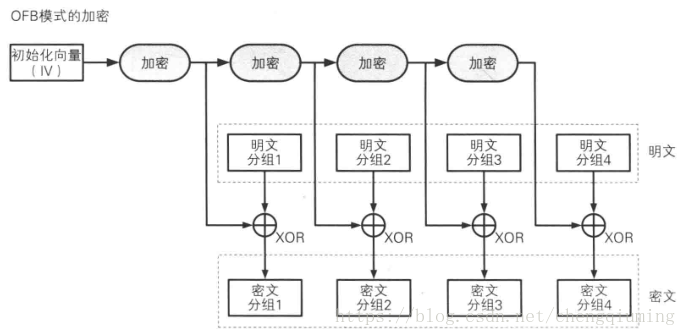 OFB模式的加密
初始化向量
（IV）
加密
加密
加密
加密
明文
分组1
明文
分组2
明文
分组3
明文
分组4
明文
XOR
XOR
XOR
XOR
密文
分组1
密文
分组2
密文
分组3
密文
分组4
密文
https://blog.csdn.net/chengqiuming